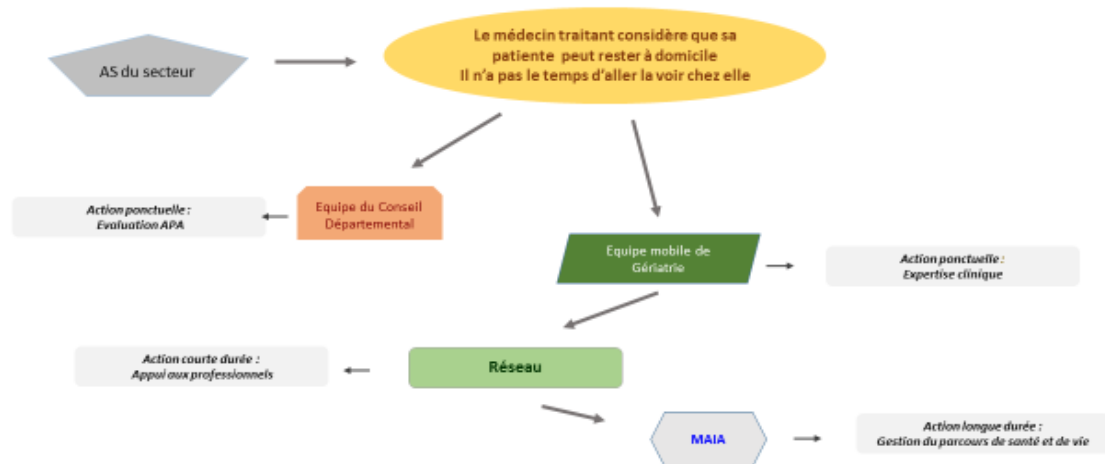 Le médecin traitant considère que sa
patiente peut rester à domicile
Il n'a pas le temps d'aller la voir chez elle
AS du secteur
Action ponctuelle :
Evaluation APA
Equipe du Conseil
Départemental
Equipe mobile de
Gériatrie
Action ponctuelle :
Expertise clinique
Action courte durée :
Appui aux professionnels
Réseau
MAIA
Action longue durée :
Gestion du parcours de santé et de vie